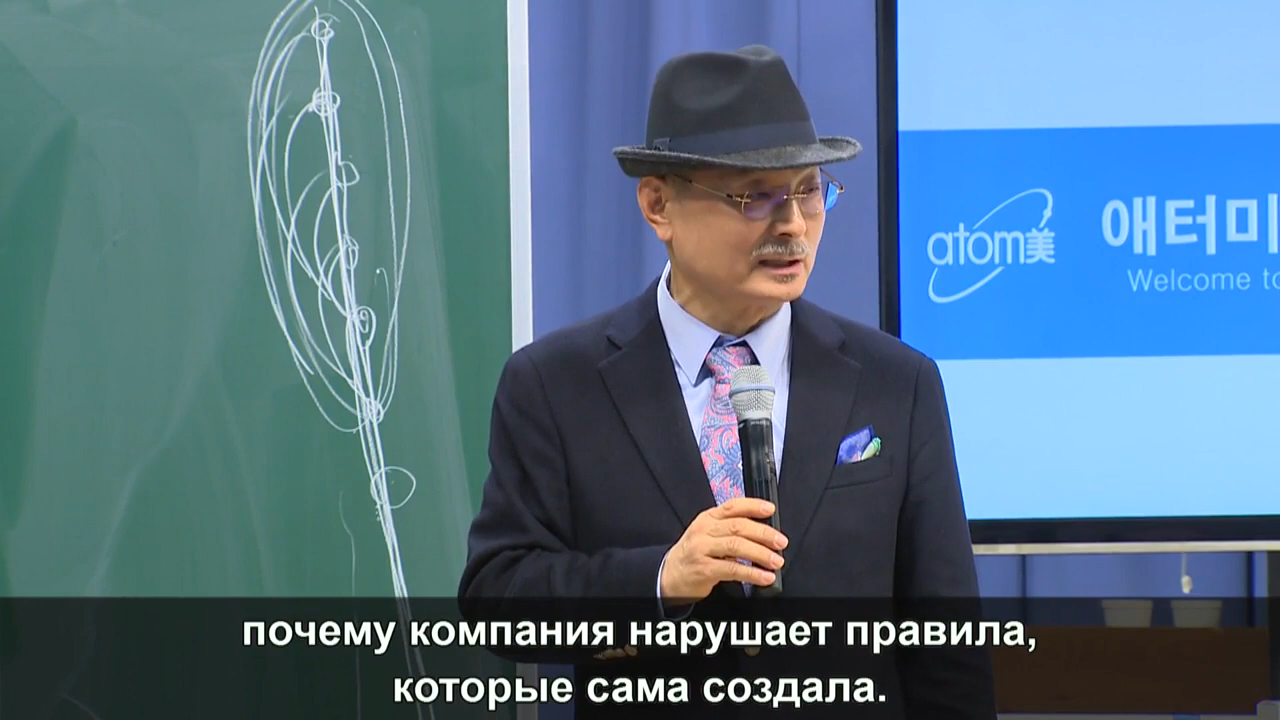 atom美
애터미
Welcome to
почему компания нарушает правила,
которые сама создала.